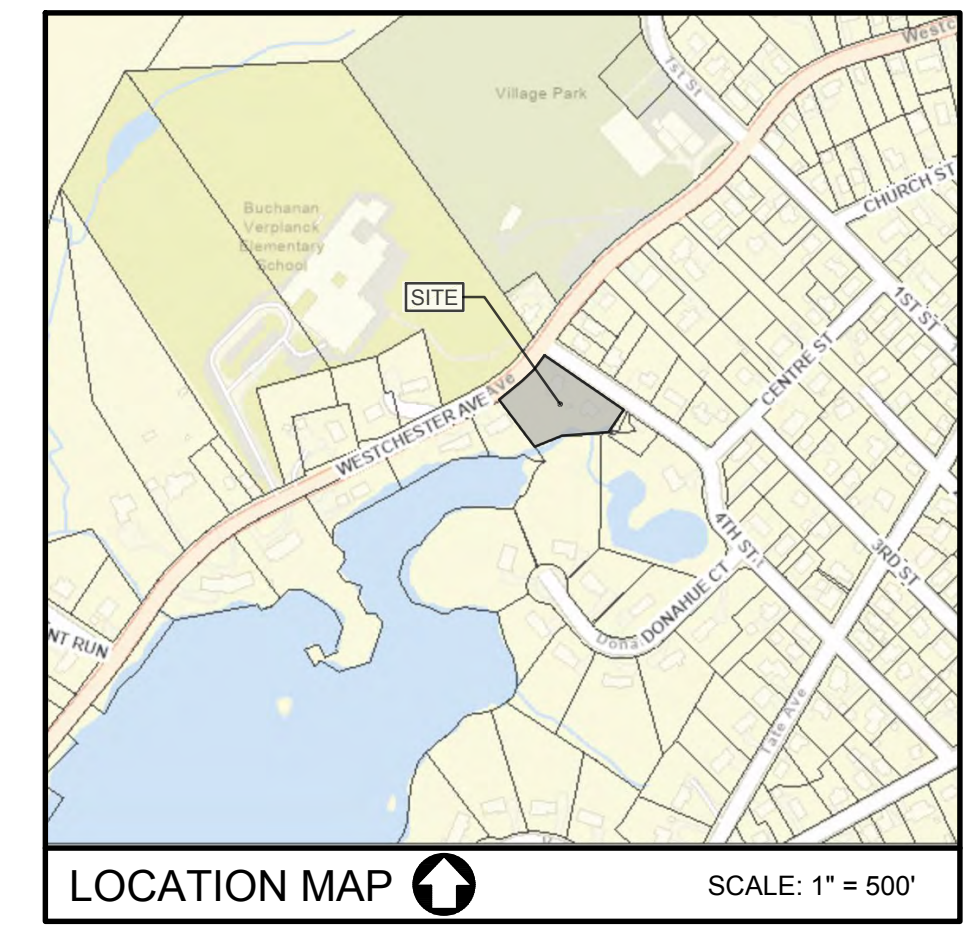 Westc
1st St
Village Park
CHURCH ST
Buchanan
Verplanck
Elementary
School
SITE
1ST ST
CENTRE ST
WESTCHESTER AVE
Ave
4TH ST
3RD ST
NT RUN
DONAHUE CT
Dona
Tate Ave
LOCATION MAP
SCALE: 1" = 500'